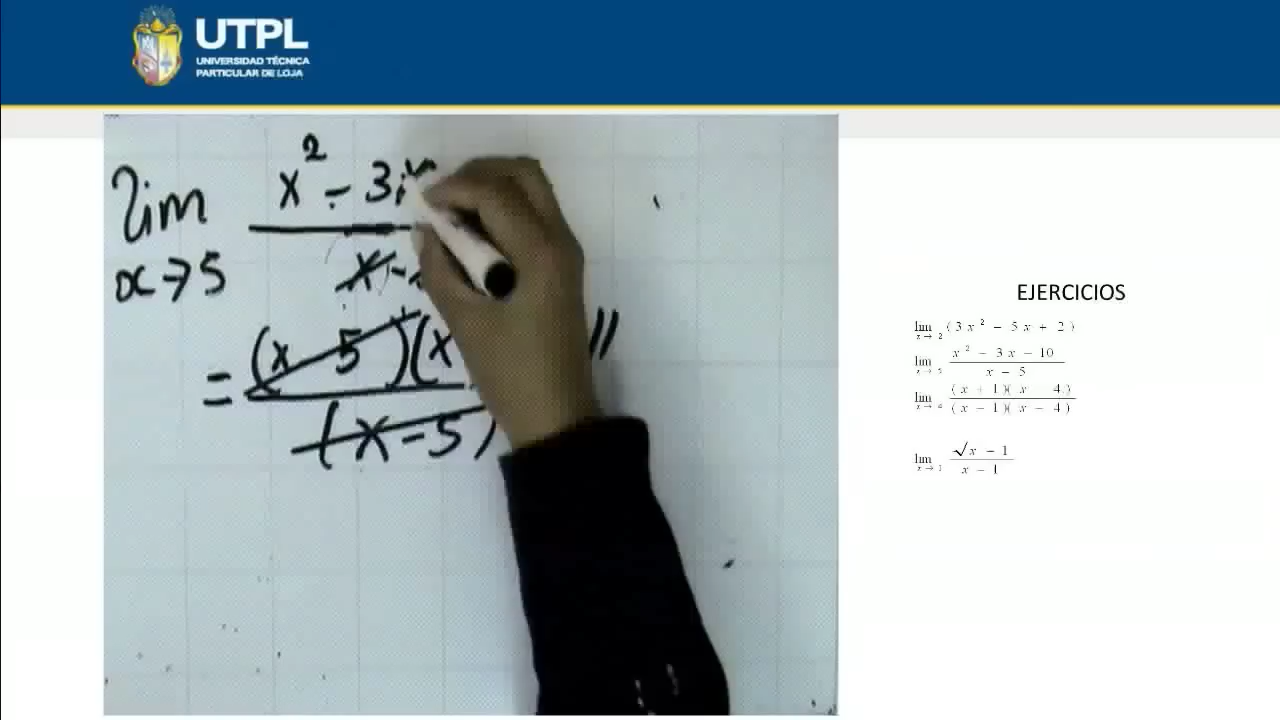 UTPL
UNIVERSIDAD TÉCNICA
PARTICULAR DE LOJA
lim x² - 3
x→5 x -
= (x 5)(x
(x-5)
EJERCICIOS
lim (3x² - 5x + 2)
x → 2
lim x² - 3x - 10
x → 5 x - 5
lim (x + 1)(x - 4)
x → 4 (x - 1)(x - 4)
lim √x - 1
x → 1 x - 1